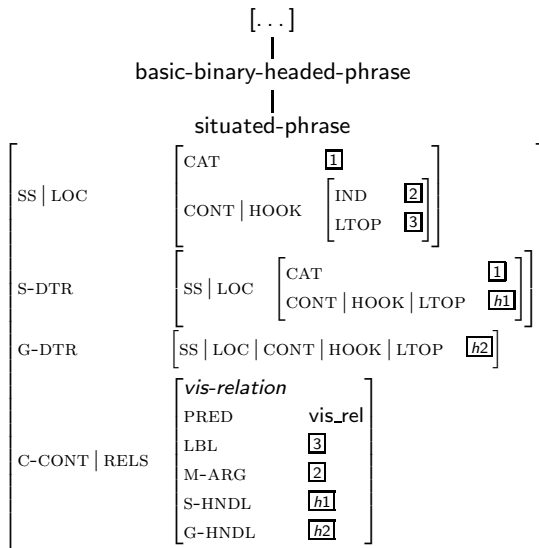 [. . . ]
basic-binary-headed-phrase
situated-phrase
SS | LOC
CAT 1
CONT | HOOK
IND 2
LTOP 3
S-DTR
SS | LOC
CAT 1
CONT | HOOK | LTOP h1
G-DTR
SS | LOC | CONT | HOOK | LTOP h2
C-CONT | RELS
vis-relation
PRED vis_rel
LBL 3
M-ARG 2
S-HNDL h1
G-HNDL h2